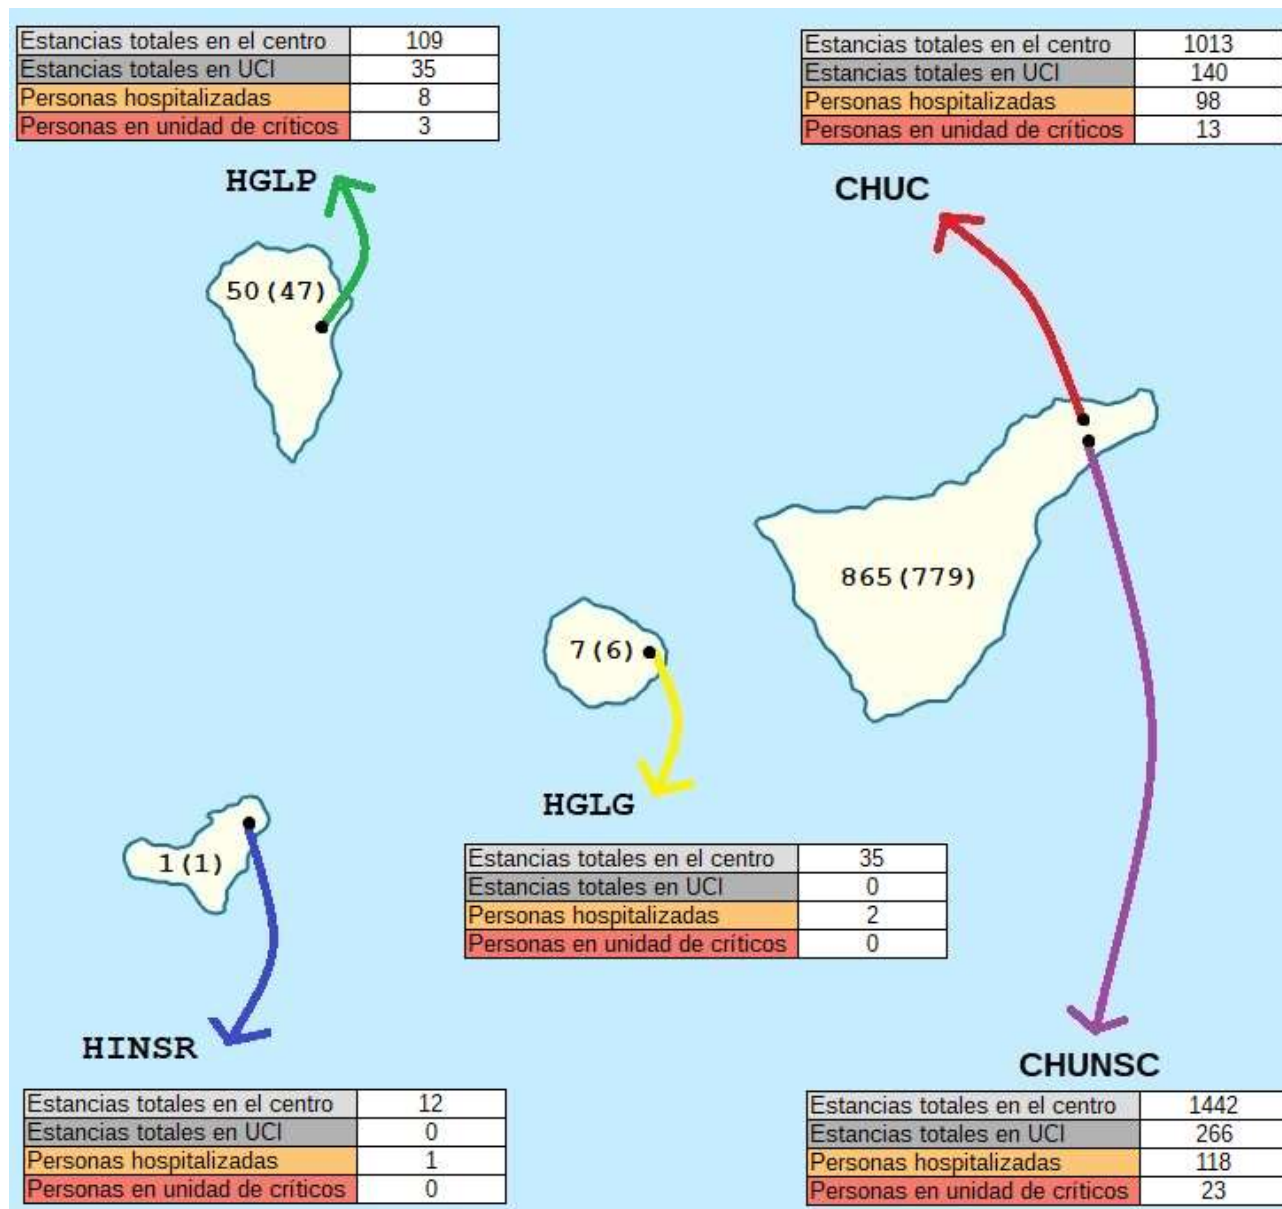 Estancias totales en el centro 109
Estancias totales en UCI 35
Personas hospitalizadas 8
Personas en unidad de críticos 3
HGLP
50(47)
Estancias totales en el centro 1013
Estancias totales en UCI 140
Personas hospitalizadas 98
Personas en unidad de críticos 13
CHUC
865(779)
7(6)
HGLG
Estancias totales en el centro 35
Estancias totales en UCI 0
Personas hospitalizadas 2
Personas en unidad de críticos 0
1(1)
HINSR
Estancias totales en el centro 12
Estancias totales en UCI 0
Personas hospitalizadas 1
Personas en unidad de críticos 0
CHUNSC
Estancias totales en el centro 1442
Estancias totales en UCI 266
Personas hospitalizadas 118
Personas en unidad de críticos 23